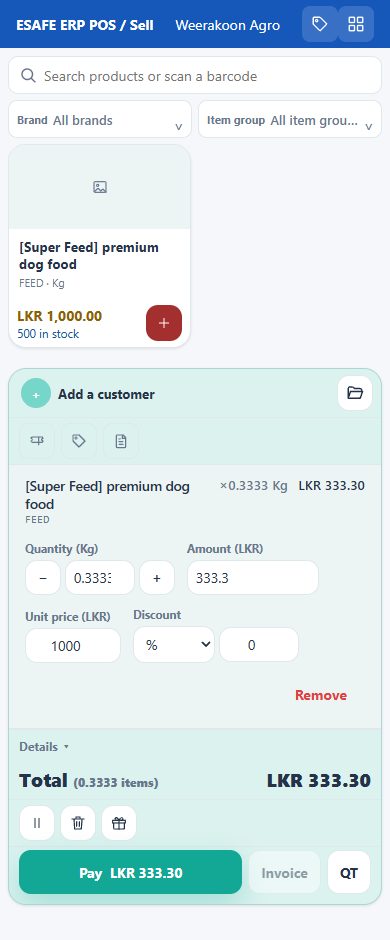 ESAFE ERP POS / Sell Weerakoon Agro
Search products or scan a barcode
Brand All brands
Item group All item grou...
[Super Feed] premium
dog food
FEED · Kg
LKR 1,000.00
500 in stock
+
+ Add a customer
[Super Feed] premium dog food ×0.3333 Kg LKR 333.30
FEED
Quantity (Kg) Amount (LKR)
− 0.3333 + 333.3
Unit price (LKR) Discount
1000 % 0
Remove
Details
Total (0.3333 items) LKR 333.30
Pay LKR 333.30 Invoice QT